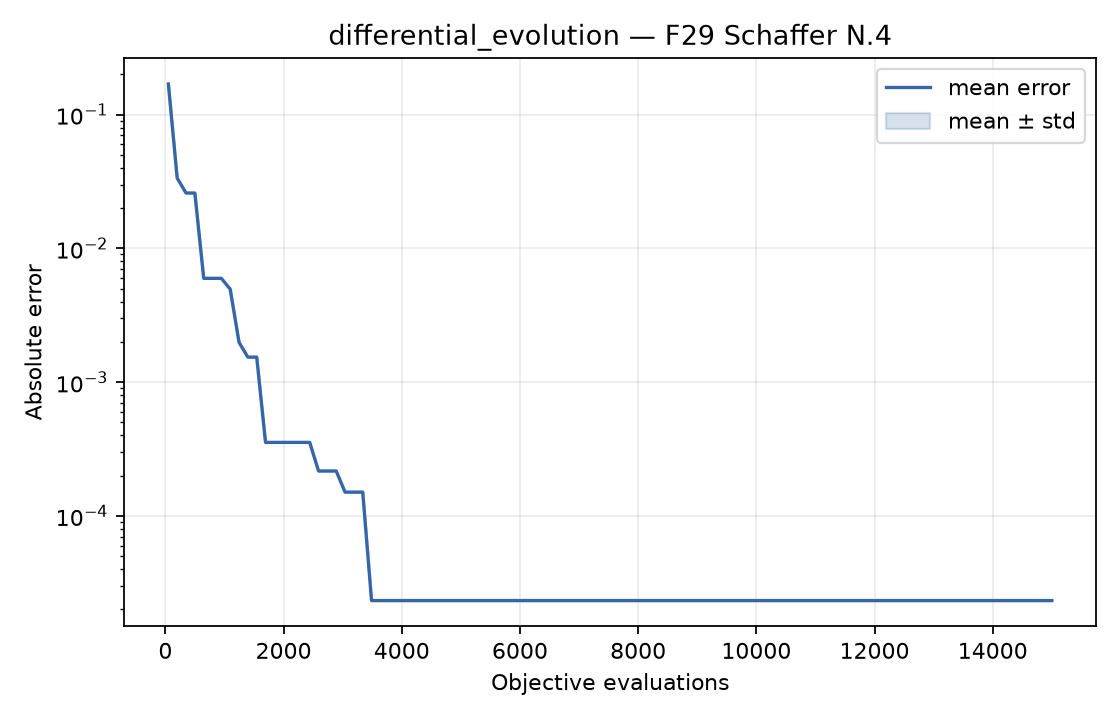 differential_evolution — F29 Schaffer N.4
mean error
mean ± std
Absolute error
10⁻¹
10⁻²
10⁻³
10⁻⁴
0 2000 4000 6000 8000 10000 12000 14000
Objective evaluations